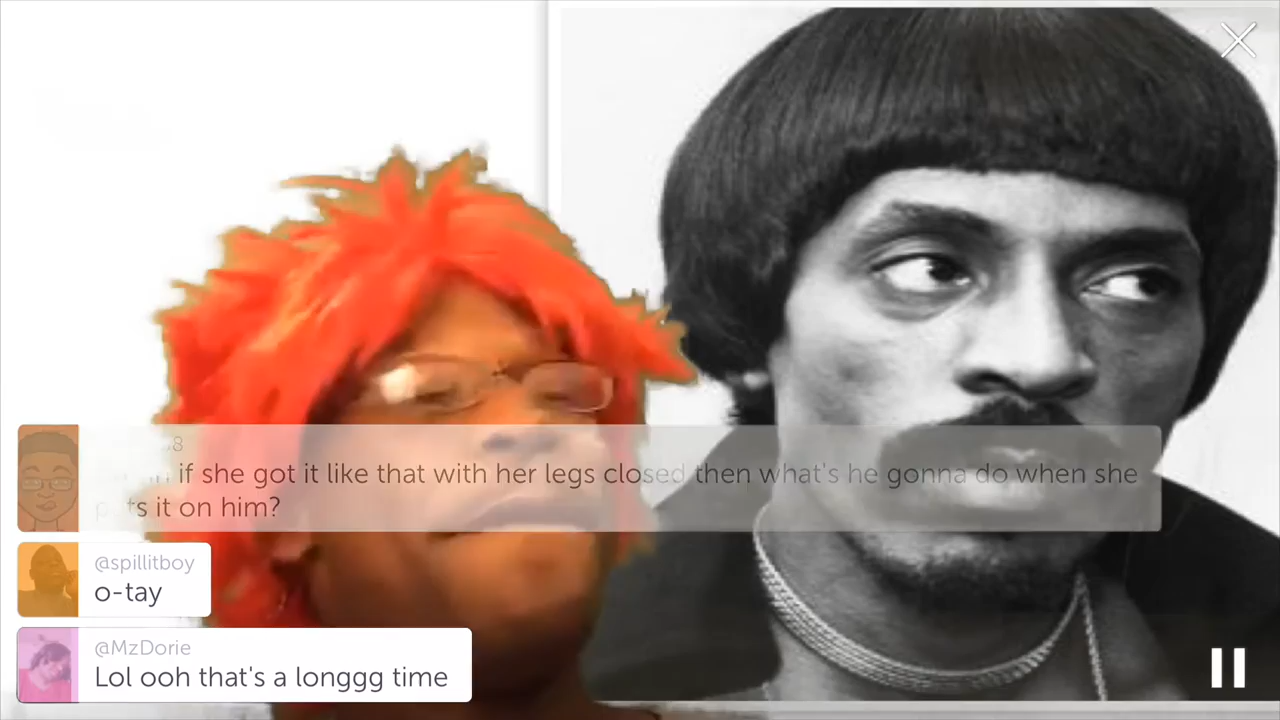 8
if she got it like that with her legs closed then what's he gonna do when she
ts it on him?
@spillitboy
o-tay
@MzDorie
Lol ooh that's a longgg time